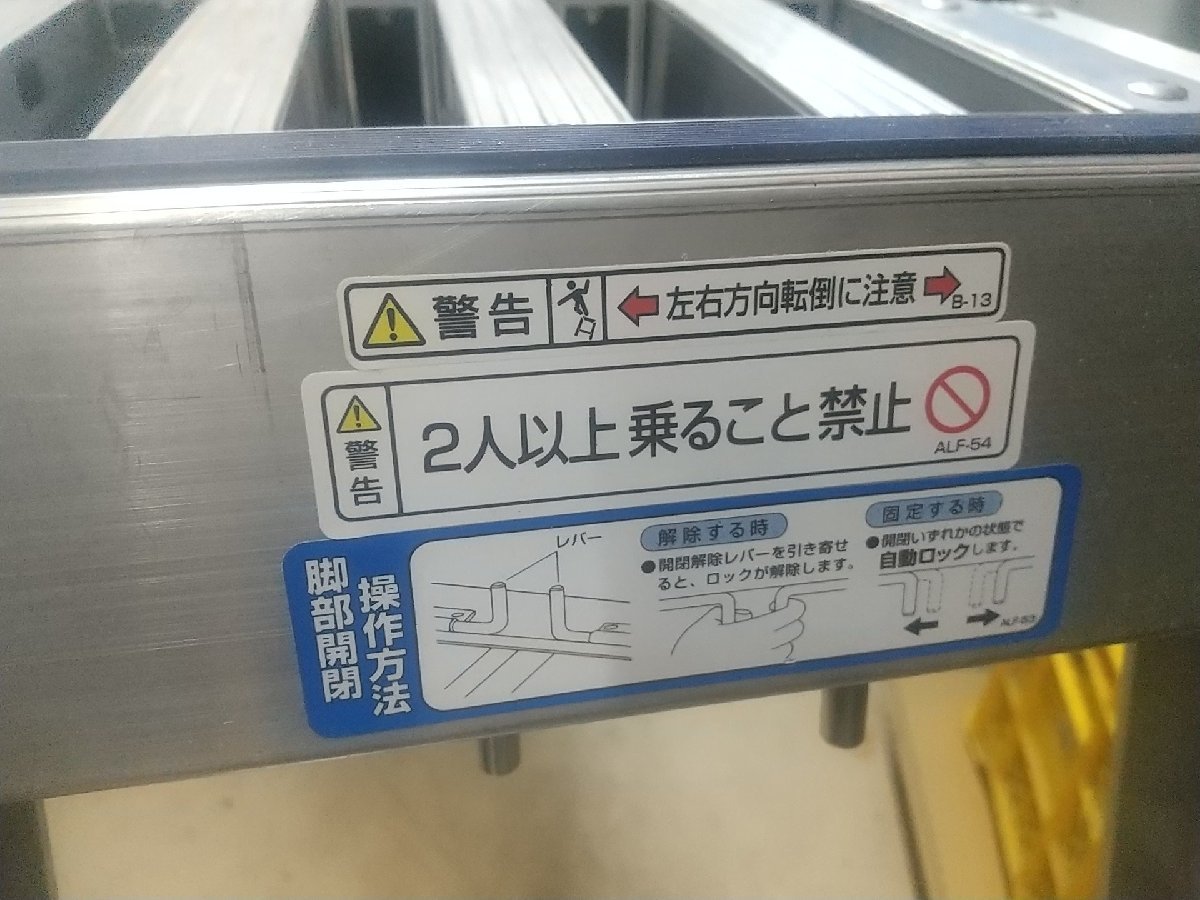 警告
左右方向転倒に注意
B-13
警告
2人以上乗ること禁止
ALF-54
脚部開閉
操作方法
レバー
解除する時
●開閉解除レバーを引き寄せ
ると、ロックが解除します。
固定する時
●開閉いずれかの状態で
自動ロックします。
ALF-53